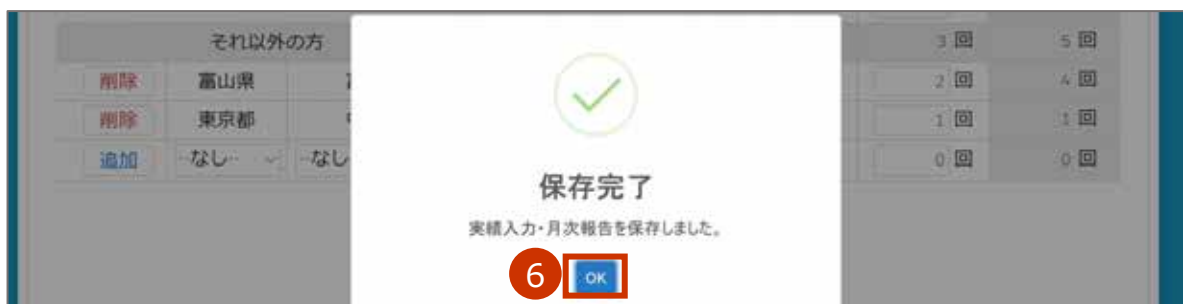 それ以外の方 3 回 5 回
削除 富山県 2 回 4 回
削除 東京都 1 回 1 回
追加 --なし-- --なし 0 回 0 回
保存完了
実績入力・月次報告を保存しました。
6 OK